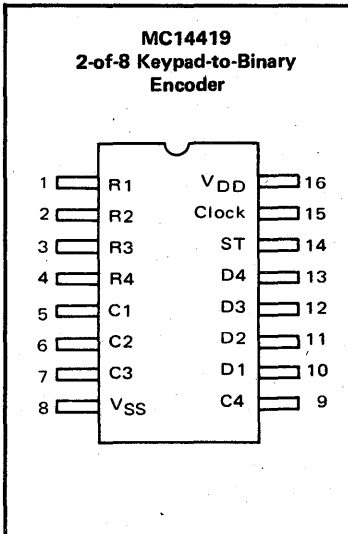 MC14419
2-of-8 Keypad-to-Binary
Encoder
1 R1 VDD 16
2 R2 Clock 15
3 R3 ST 14
4 R4 D4 13
5 C1 D3 12
6 C2 D2 11
7 C3 D1 10
8 VSS C4 9